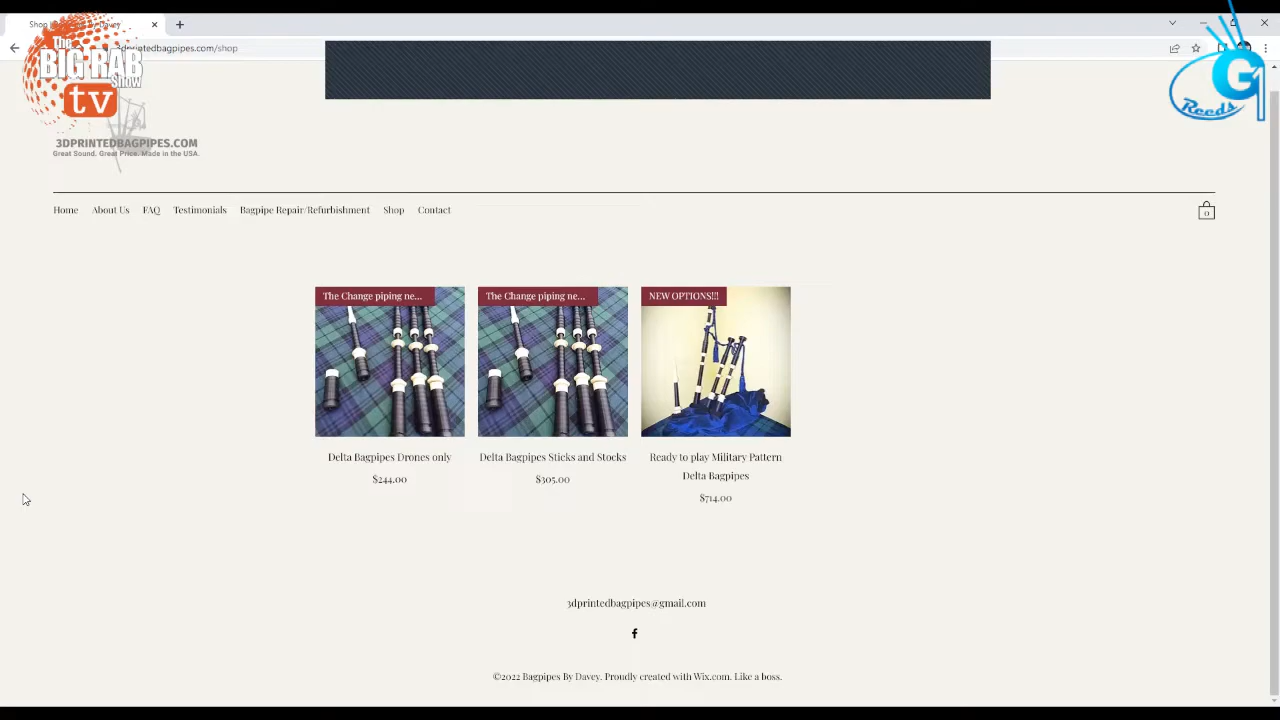 Shop
The
BIG RAB
Show
tv
3dprintedbagpipes.com/shop
G1
Reeds
3DPRINTEDBAGPIPES.COM
Great Sound. Great Price. Made in the USA.
Home About Us FAQ Testimonials Bagpipe Repair/Refurbishment Shop Contact
0
The Change piping ne... The Change piping ne... NEW OPTIONS!!!
Delta Bagpipes Drones only
$244.00
Delta Bagpipes Sticks and Stocks
$305.00
Ready to play Military Pattern
Delta Bagpipes
$714.00
3dprintedbagpipes@gmail.com
f
©2022 Bagpipes By Davey. Proudly created with Wix.com. Like a boss.